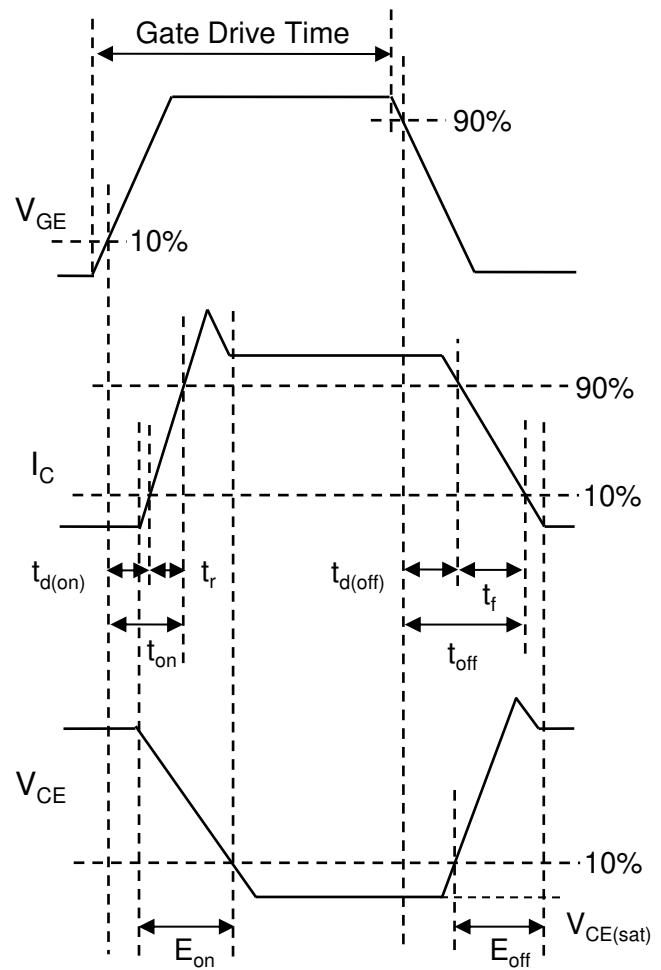 Gate Drive Time
90%
V_GE
10%
90%
I_C
10%
t_d(on)
t_r
t_d(off)
t_f
t_on
t_off
V_CE
10%
V_CE(sat)
E_on
E_off